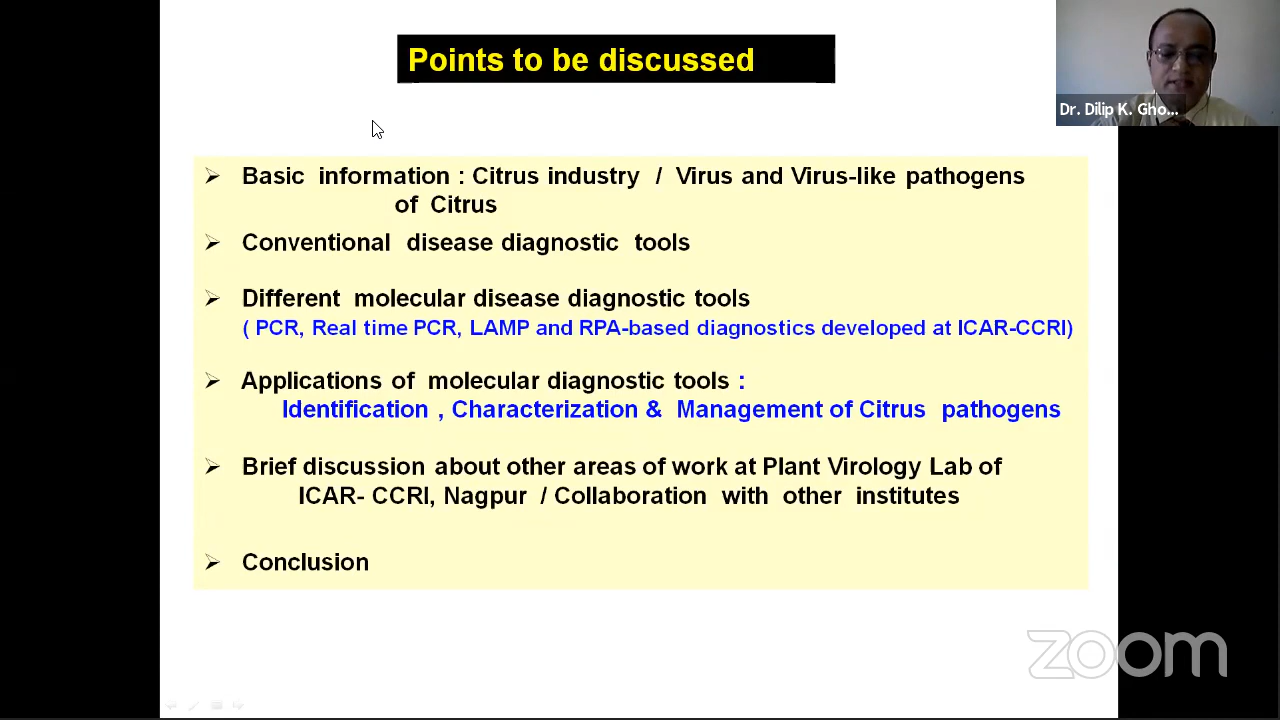 Points to be discussed
Dr. Dilip K. Gho...
➢ Basic information : Citrus industry / Virus and Virus-like pathogens
of Citrus
➢ Conventional disease diagnostic tools
➢ Different molecular disease diagnostic tools
( PCR, Real time PCR, LAMP and RPA-based diagnostics developed at ICAR-CCRI)
➢ Applications of molecular diagnostic tools :
Identification , Characterization & Management of Citrus pathogens
➢ Brief discussion about other areas of work at Plant Virology Lab of
ICAR- CCRI, Nagpur / Collaboration with other institutes
➢ Conclusion
zoom